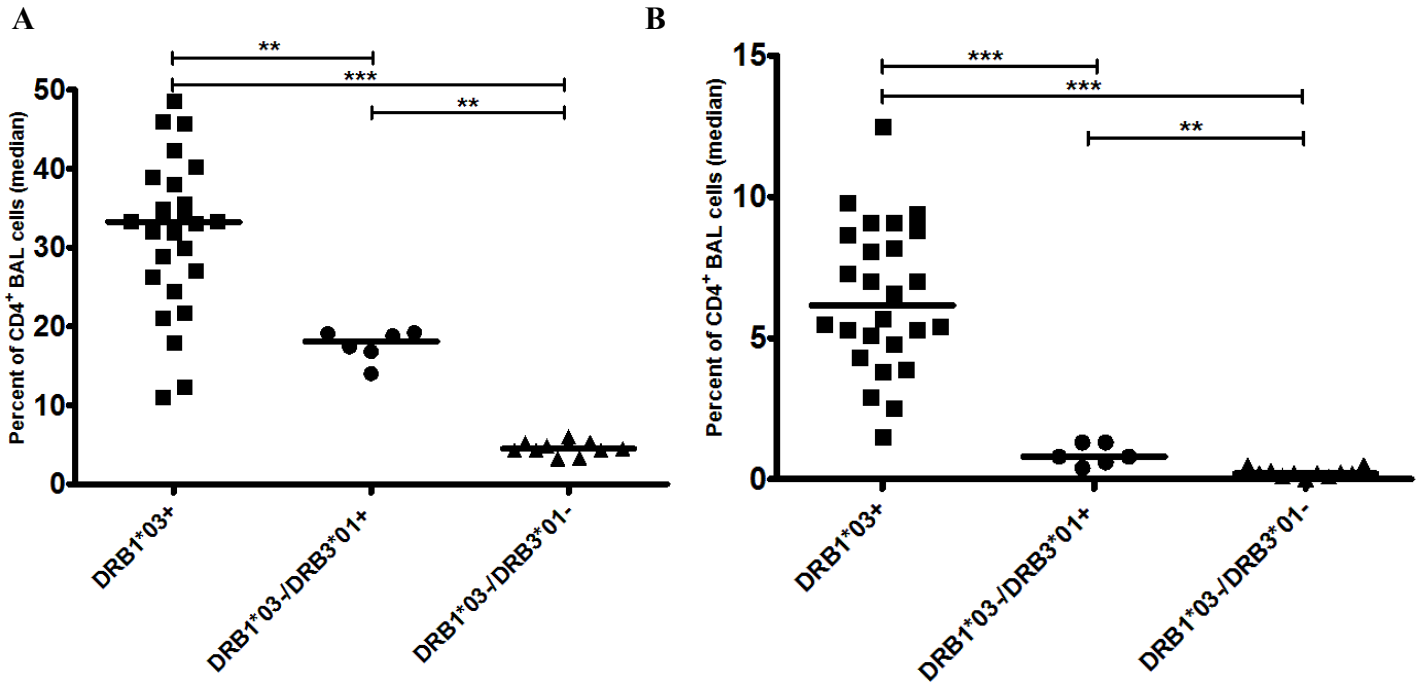 A
**
***
**
Percent of CD4+ BAL cells (median)
50
40
30
20
10
0
DRB1*03+
DRB1*03-/DRB3*01+
DRB1*03-/DRB3*01-
B
***
***
**
Percent of CD4+ BAL cells (median)
15
10
5
0
DRB1*03+
DRB1*03-/DRB3*01+
DRB1*03-/DRB3*01-